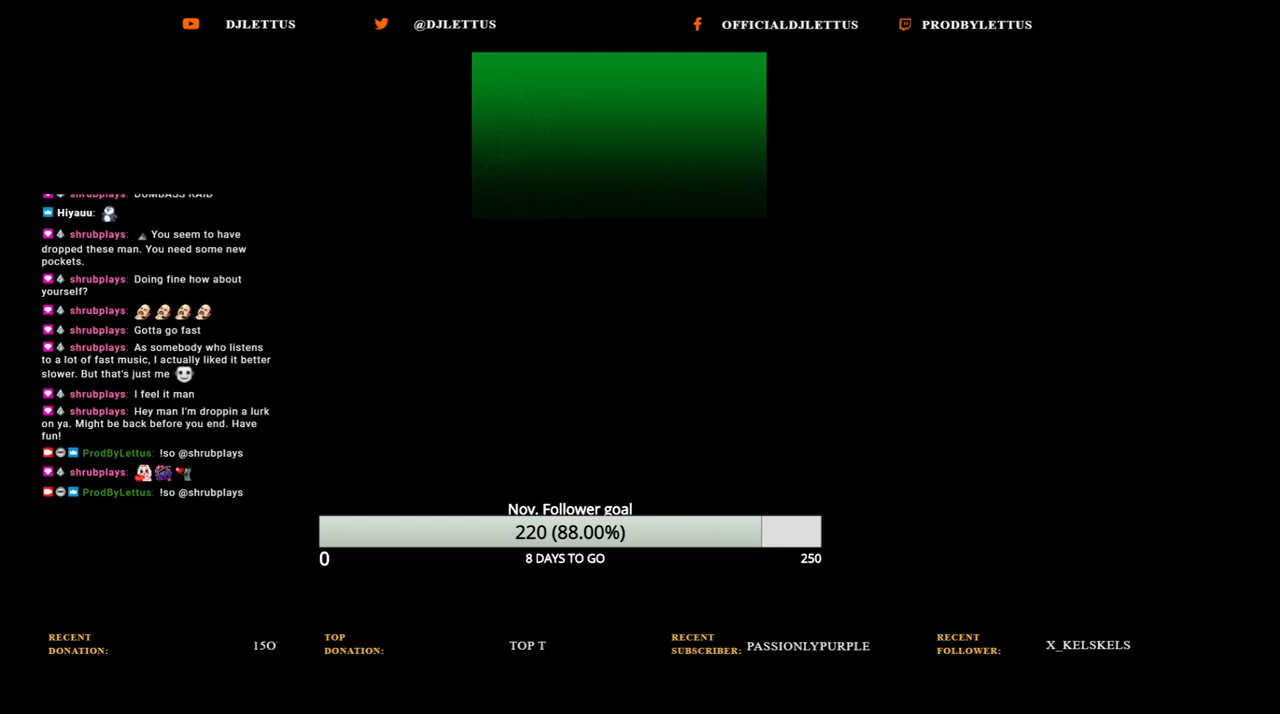 DJLETTUS @DJLETTUS OFFICIALDJLETTUS PRODBYLETTUS
shrubplays: DUMBASS RAID
Hiyauu:
shrubplays: You seem to have
dropped these man. You need some new
pockets.
shrubplays: Doing fine how about
yourself?
shrubplays:
shrubplays: Gotta go fast
shrubplays: As somebody who listens
to a lot of fast music, I actually liked it better
slower. But that's just me
shrubplays: I feel it man
shrubplays: Hey man I'm droppin a lurk
on ya. Might be back before you end. Have
fun!
ProdByLettus: !so @shrubplays
shrubplays:
ProdByLettus: !so @shrubplays
Nov. Follower goal
220 (88.00%)
0 8 DAYS TO GO 250
RECENT
DONATION:
15O
TOP
DONATION:
TOP T
RECENT
SUBSCRIBER: PASSIONLYPURPLE
RECENT
FOLLOWER:
X_KELSKELS